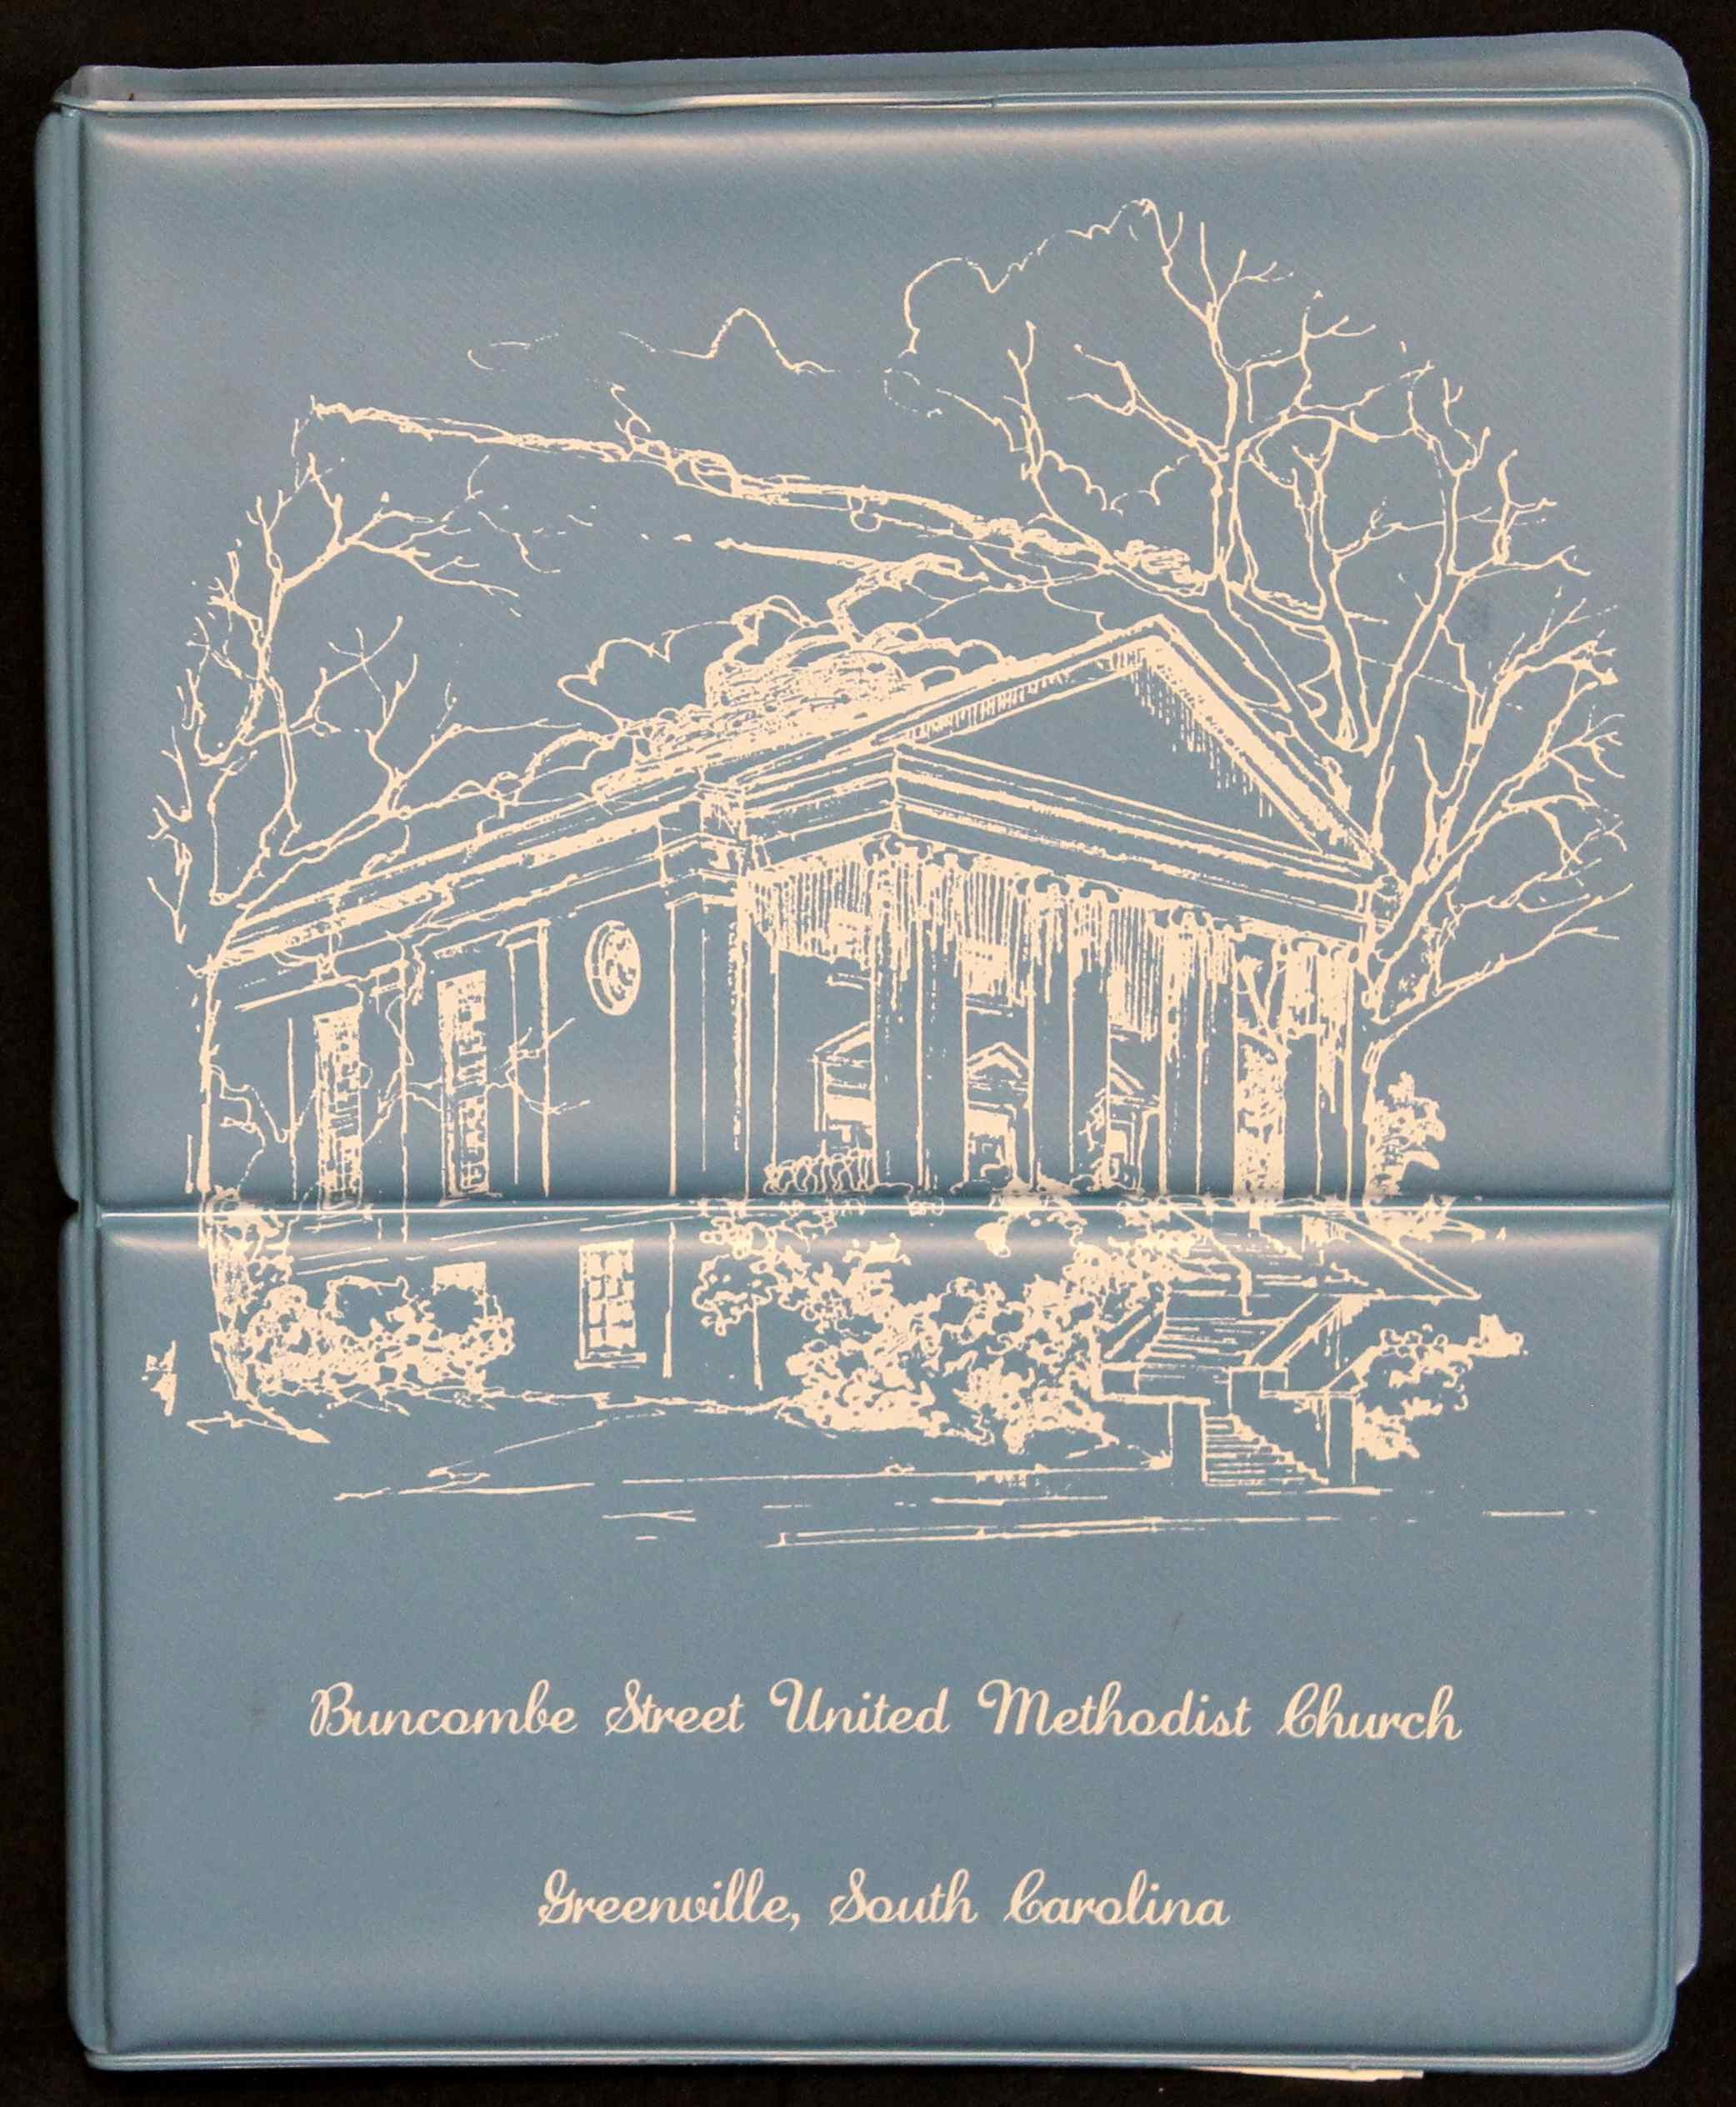 Buncombe Street United Methodist Church
Greenville, South Carolina